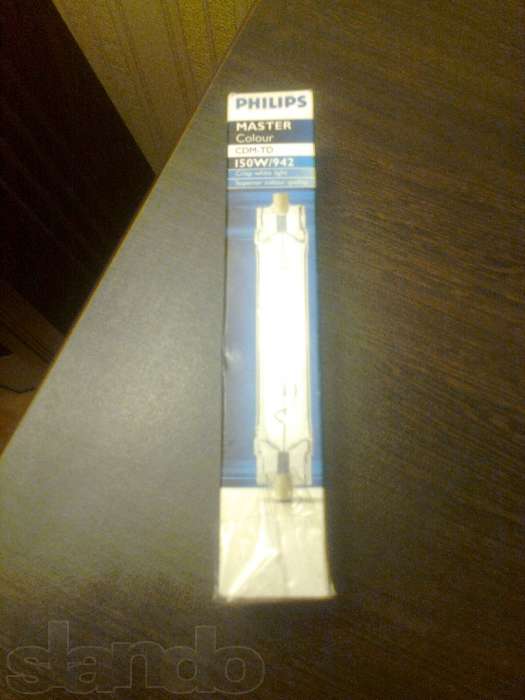 PHILIPS
MASTER
Colour
CDM-TD
150W/942
Crisp white light
Superior colour quality
slando